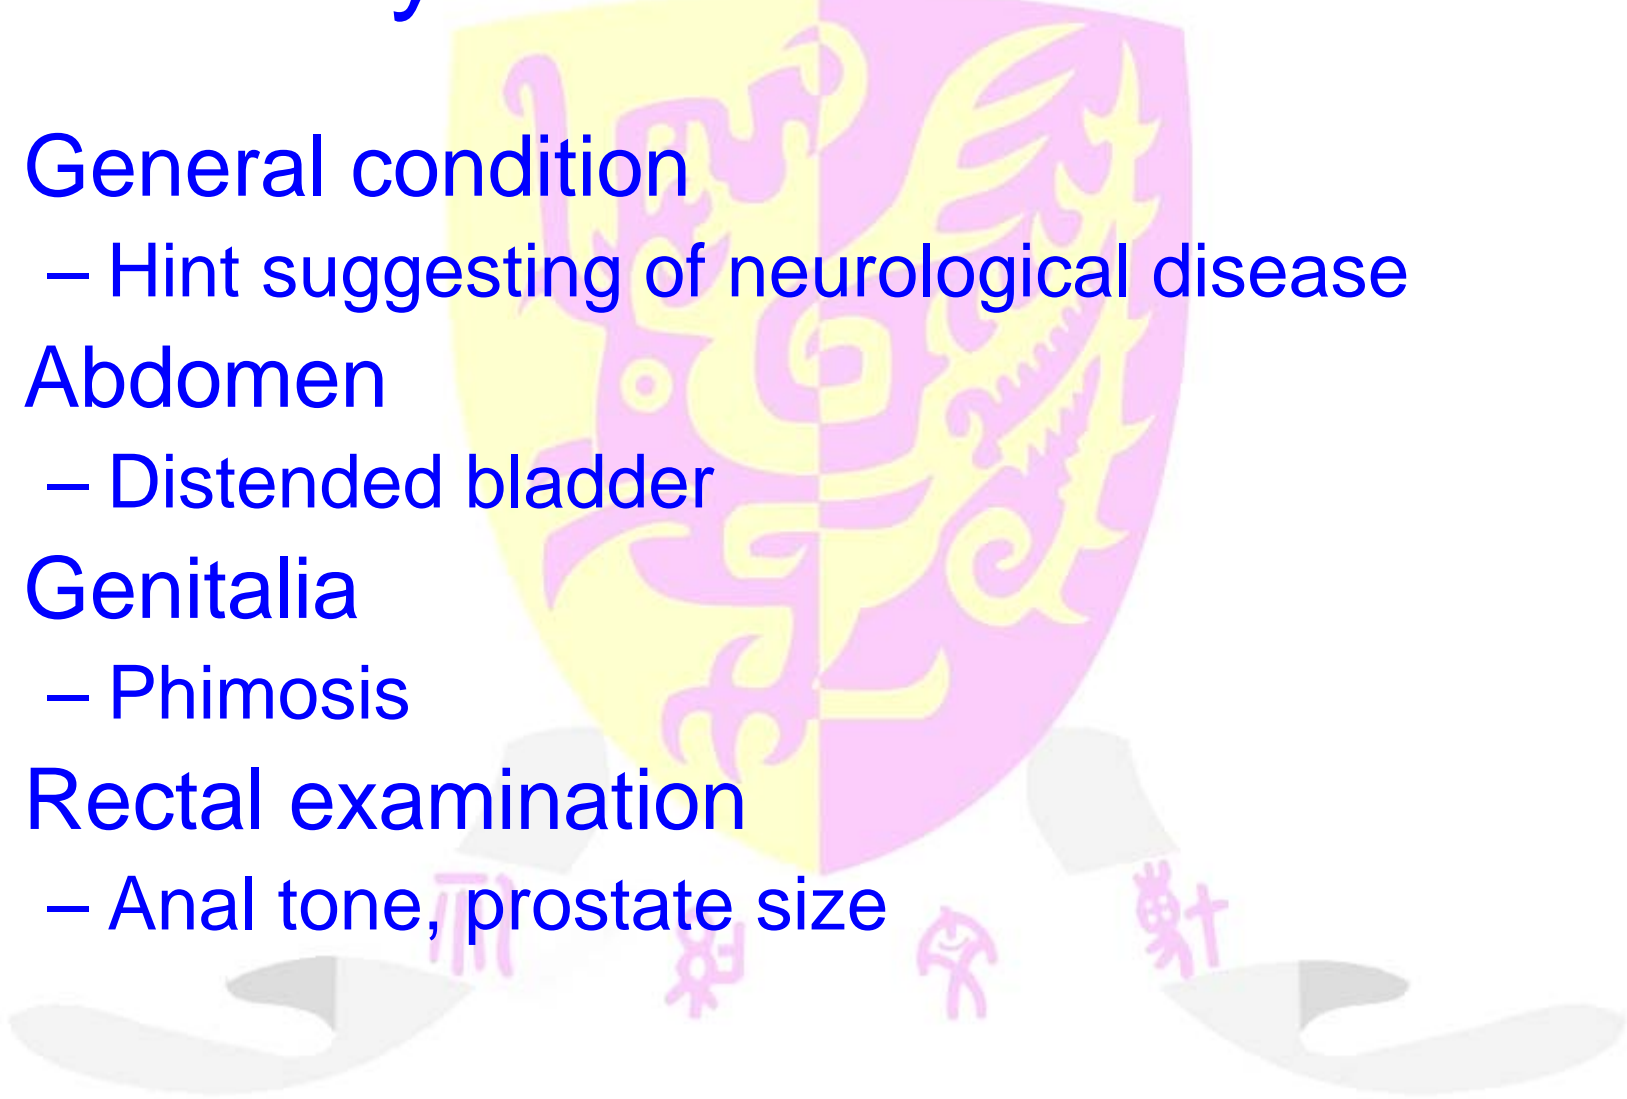 General condition
– Hint suggesting of neurological disease
Abdomen
– Distended bladder
Genitalia
– Phimosis
Rectal examination
– Anal tone, prostate size